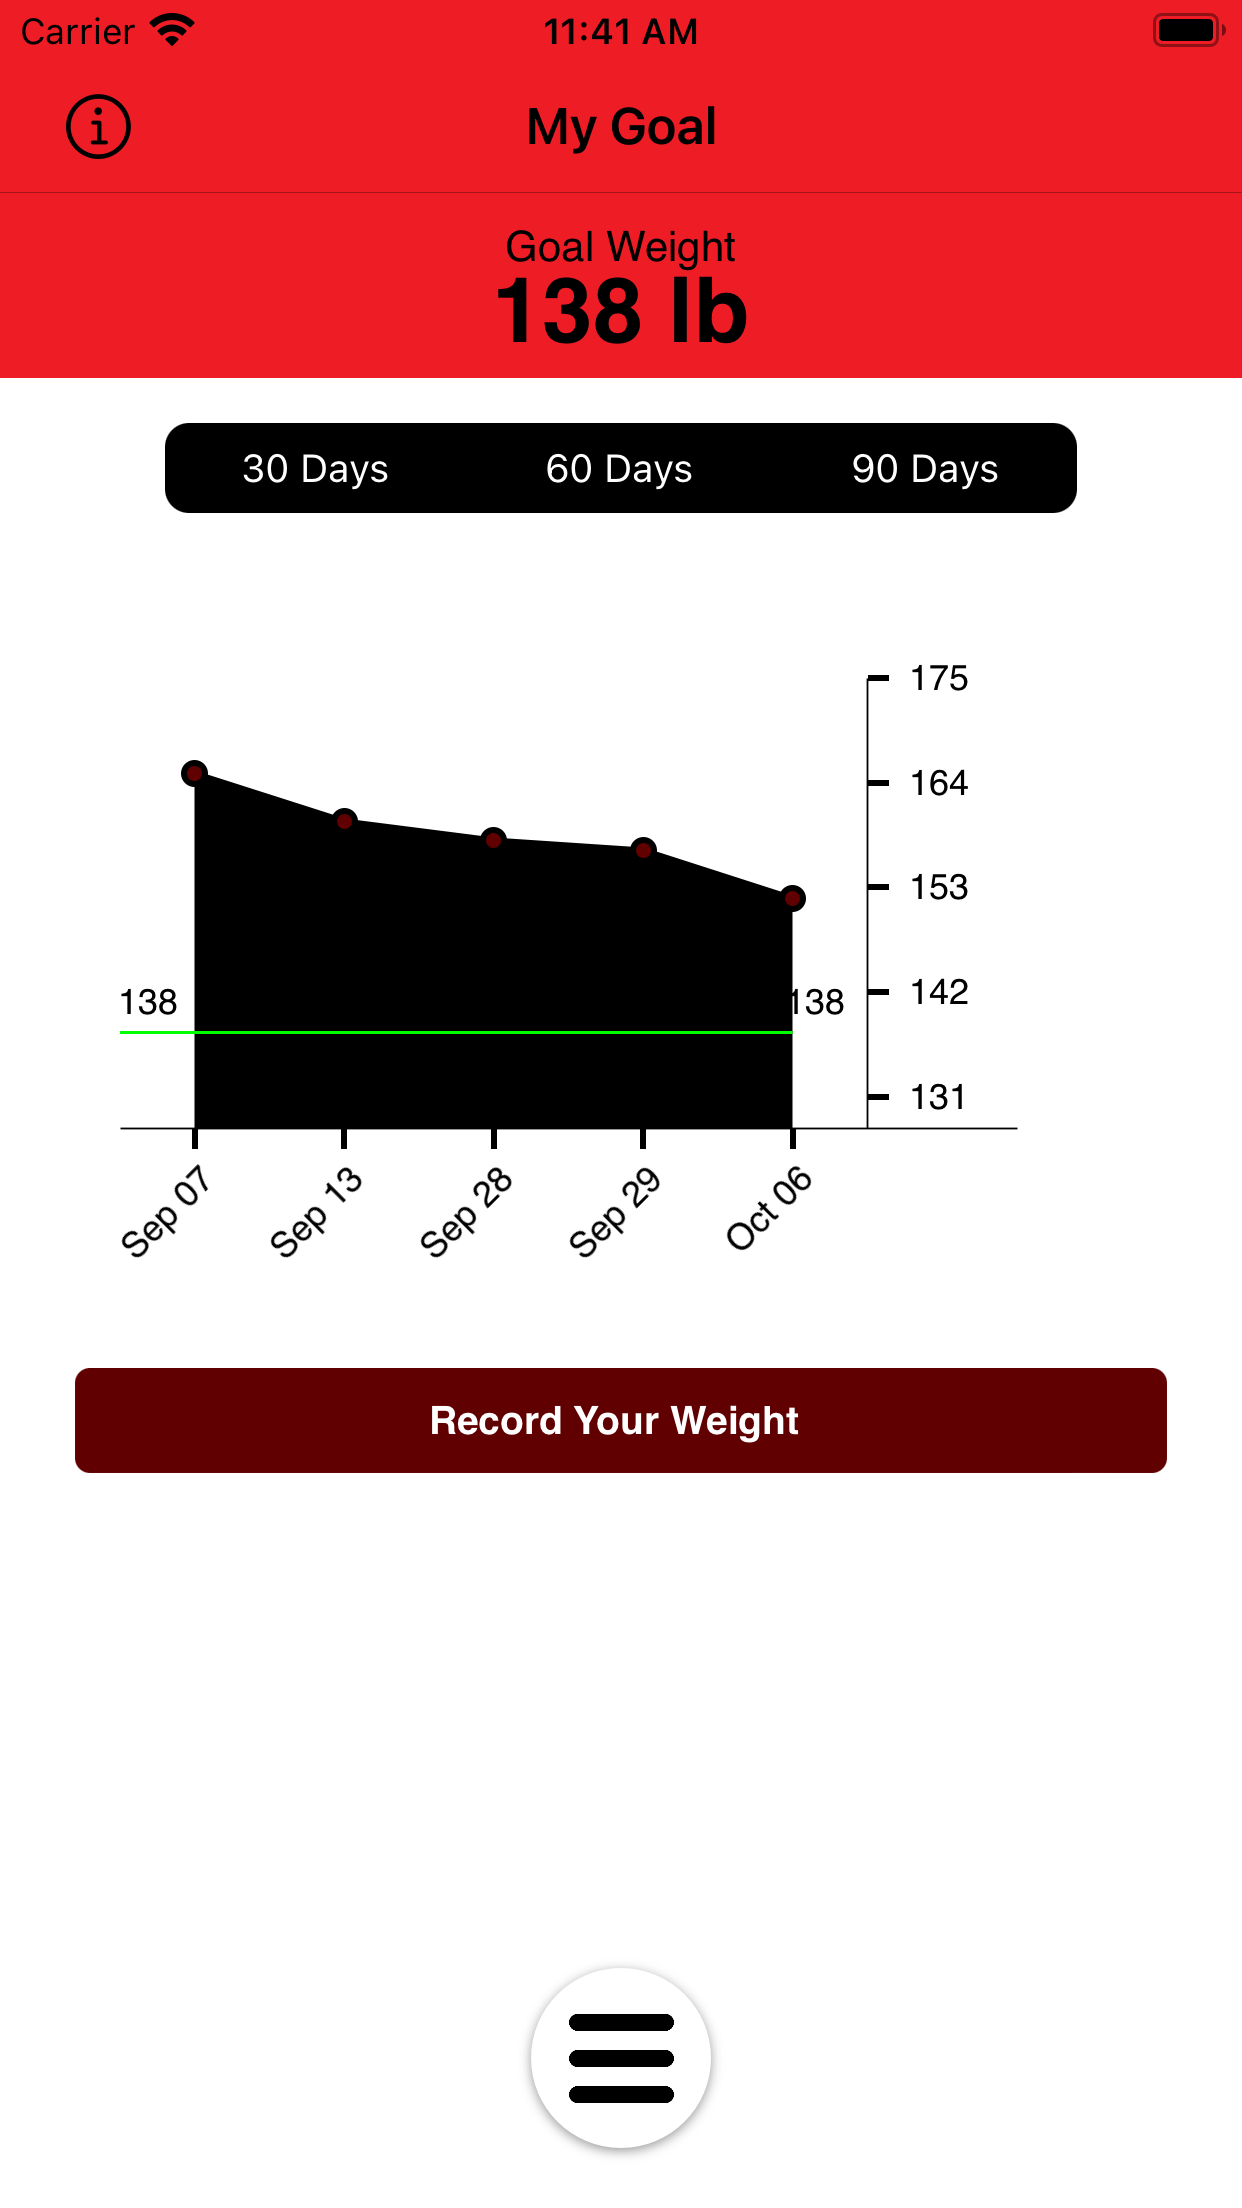 Carrier 11:41 AM
My Goal
Goal Weight
138 lb
30 Days 60 Days 90 Days
175
164
153
142
131
138 138
Sep 07 Sep 13 Sep 28 Sep 29 Oct 06
Record Your Weight